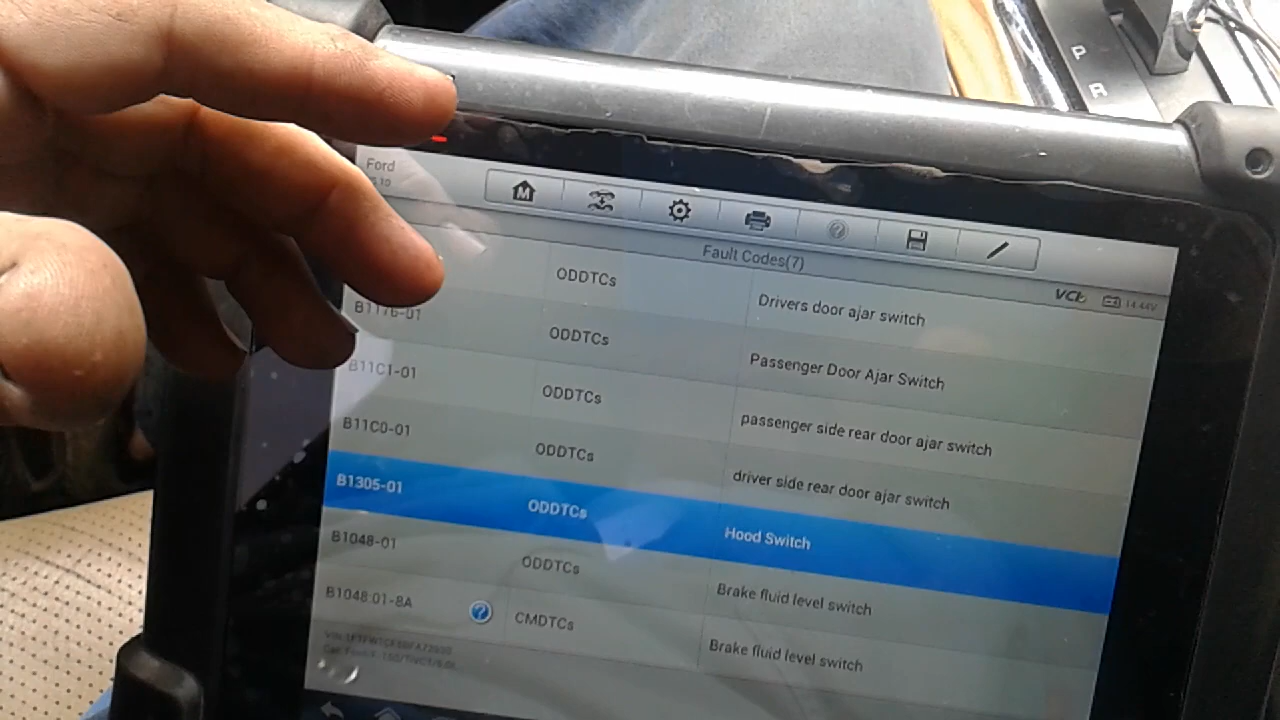 P
R
Ford
M
Fault Codes(7)
VCI
14.44V
ODDTCs
Drivers door ajar switch
B1176-01
ODDTCs
Passenger Door Ajar Switch
B11C1-01
ODDTCs
passenger side rear door ajar switch
B11C0-01
ODDTCs
driver side rear door ajar switch
B1305-01
ODDTCs
Hood Switch
B1048-01
ODDTCs
Brake fluid level switch
B1048:01-8A
?
CMDTCs
Brake fluid level switch